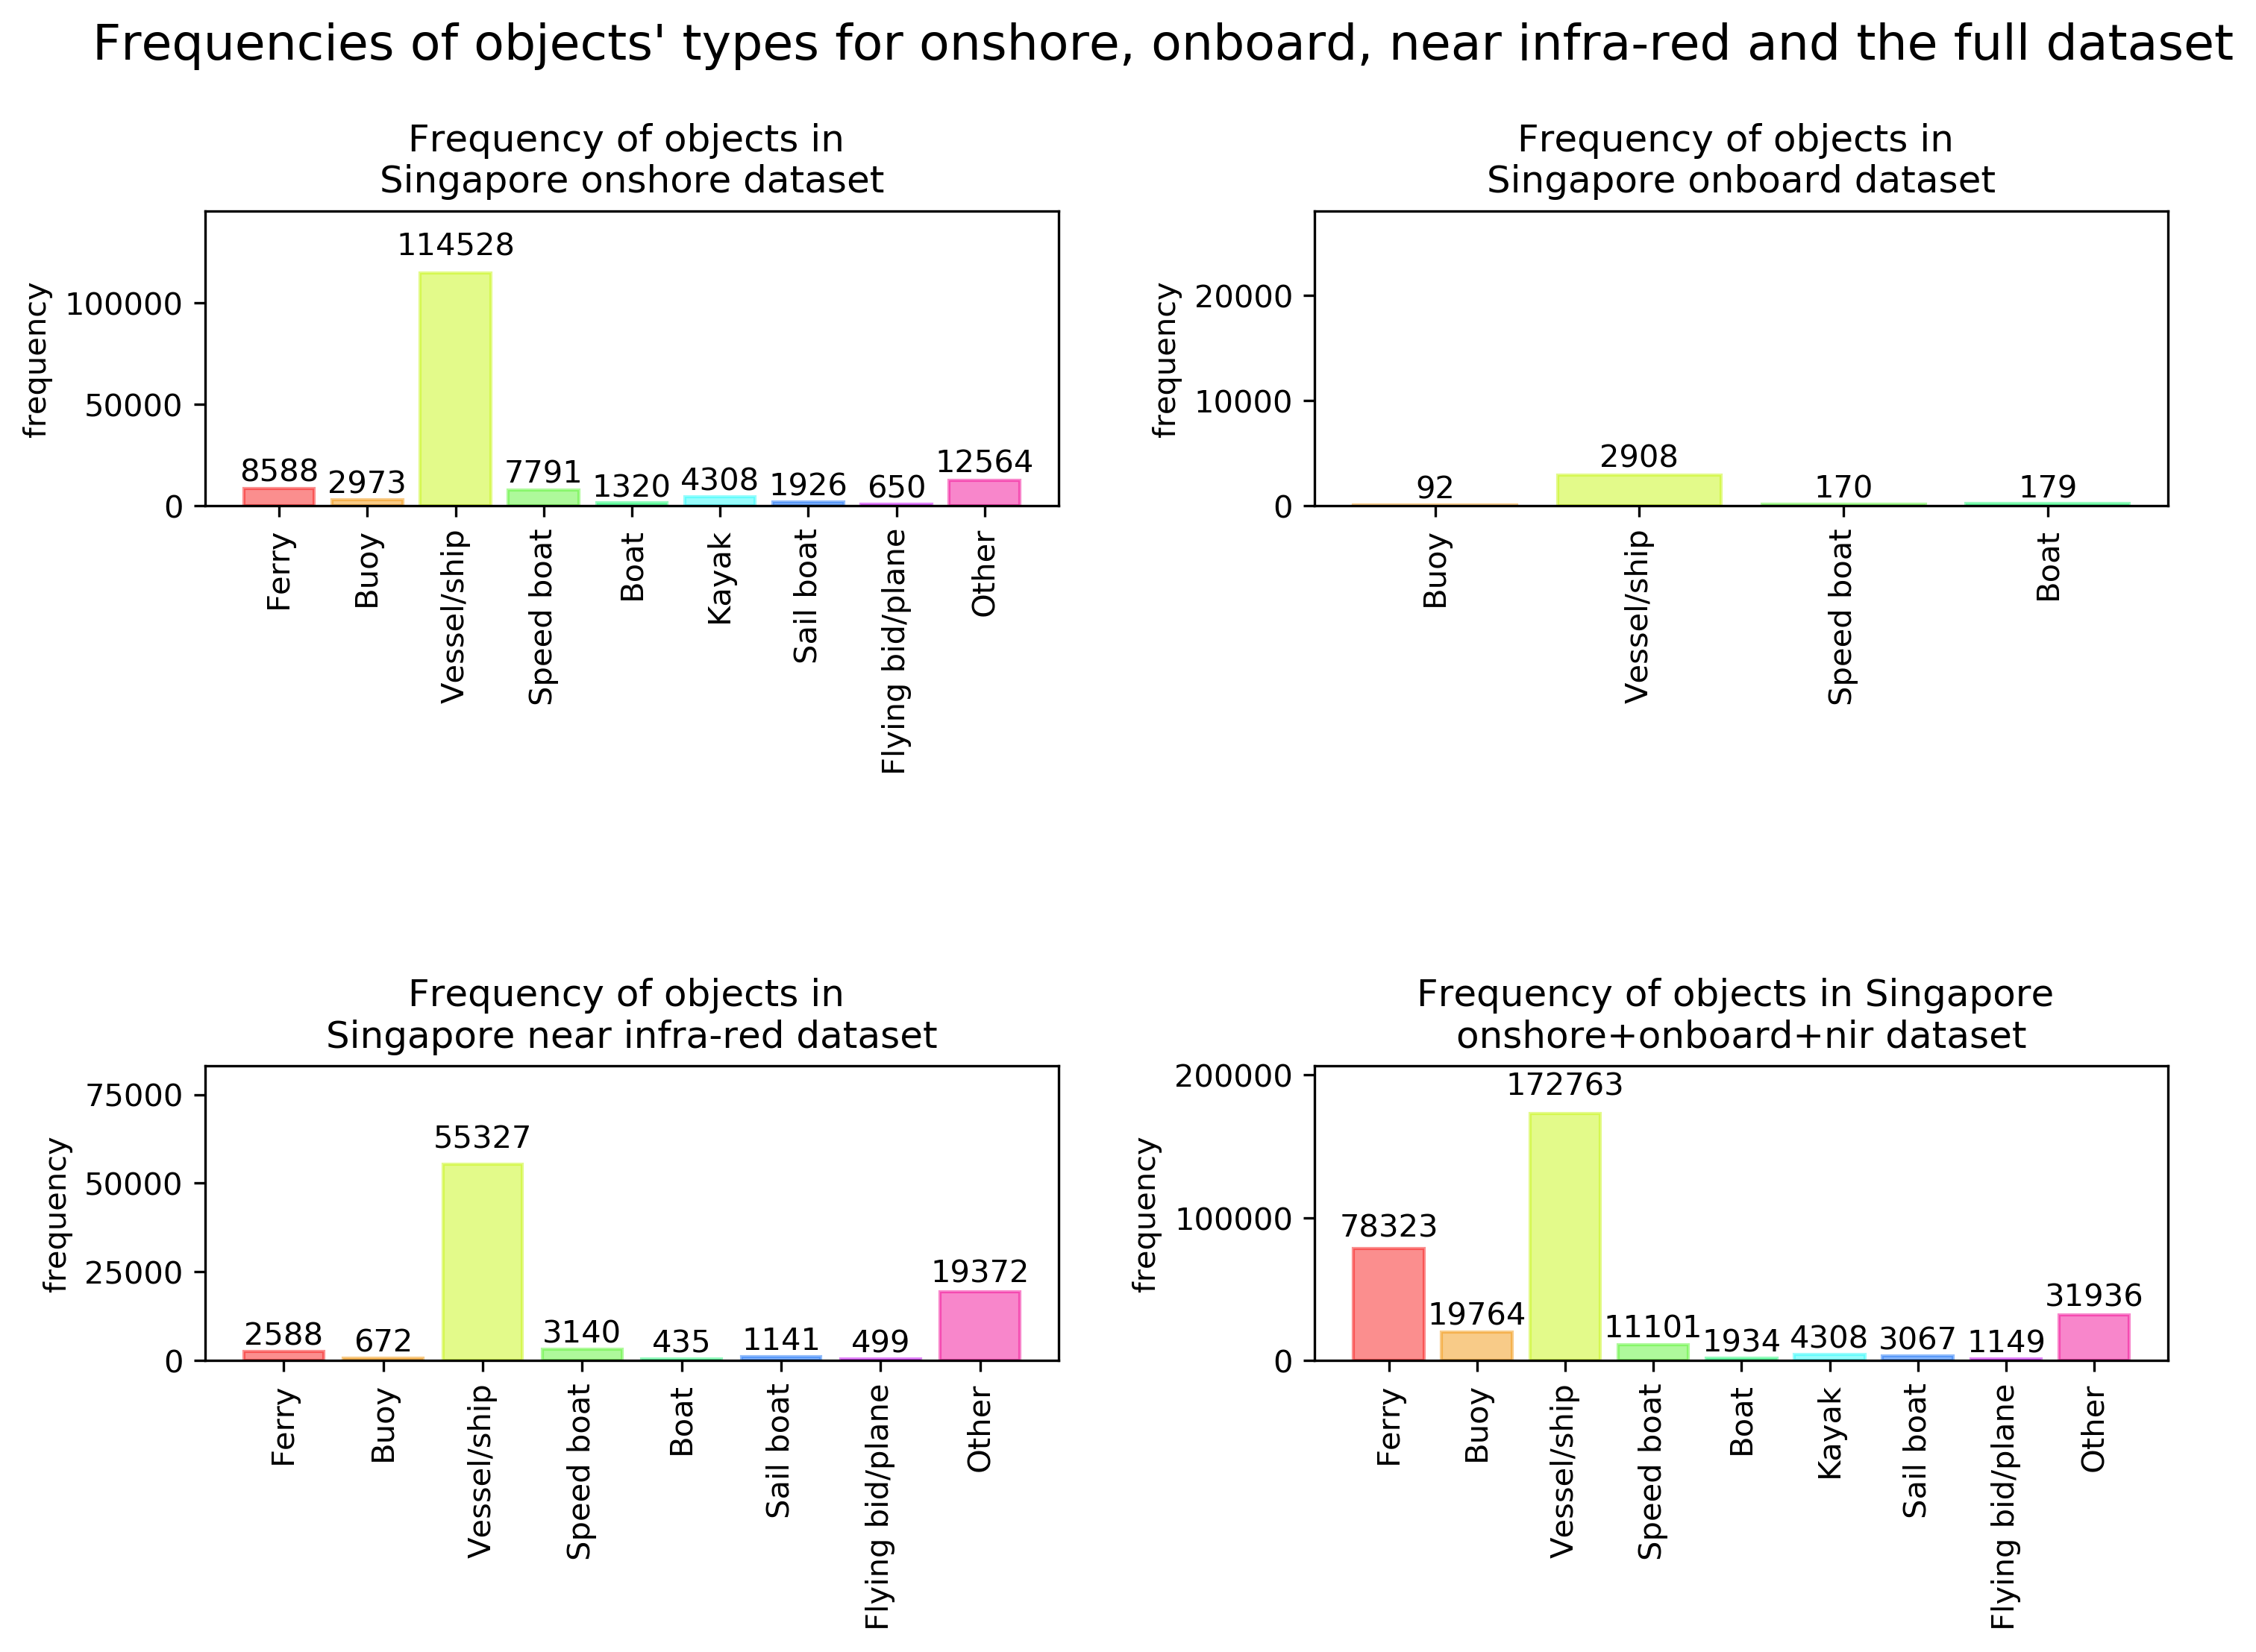 Frequencies of objects' types for onshore, onboard, near infra-red and the full dataset
Frequency of objects in
Singapore onshore dataset
frequency
100000
50000
0
8588
2973
114528
7791
1320
4308
1926
650
12564
Ferry
Buoy
Vessel/ship
Speed boat
Boat
Kayak
Sail boat
Flying bid/plane
Other
Frequency of objects in
Singapore onboard dataset
frequency
20000
10000
0
92
2908
170
179
Buoy
Vessel/ship
Speed boat
Boat
Frequency of objects in
Singapore near infra-red dataset
frequency
75000
50000
25000
0
2588
672
55327
3140
435
1141
499
19372
Ferry
Buoy
Vessel/ship
Speed boat
Boat
Sail boat
Flying bid/plane
Other
Frequency of objects in Singapore
onshore+onboard+nir dataset
frequency
200000
100000
0
78323
19764
172763
11101
1934
4308
3067
1149
31936
Ferry
Buoy
Vessel/ship
Speed boat
Boat
Kayak
Sail boat
Flying bid/plane
Other